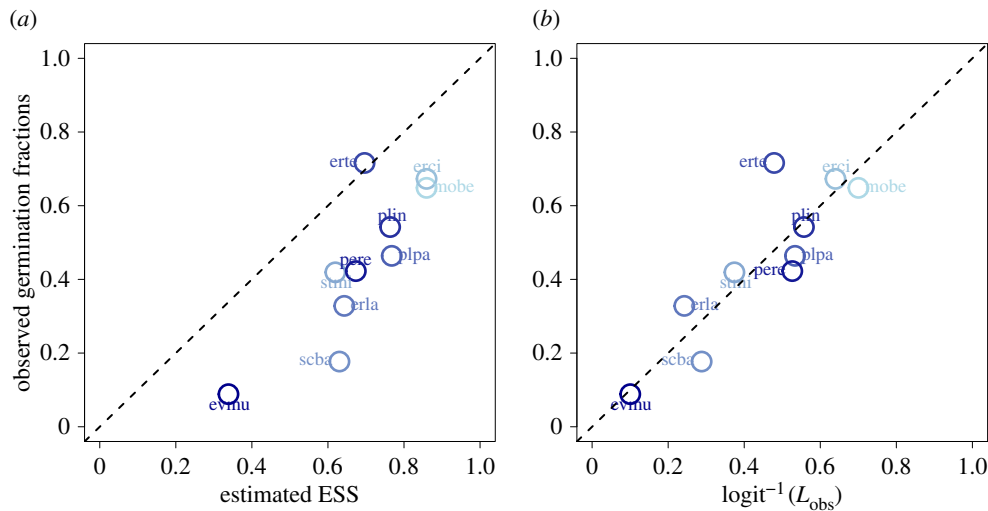 (a)
observed germination fractions
1.0
0.8
0.6
0.4
0.2
0
erte
erci
mobe
plin
plpa
pere
stmi
erla
scba
evmu
0 0.2 0.4 0.6 0.8 1.0
estimated ESS
(b)
1.0
0.8
0.6
0.4
0.2
0
erte
erci
mobe
plin
plpa
pere
stmi
erla
scba
evmu
0 0.2 0.4 0.6 0.8 1.0
logit⁻¹(L_obs)